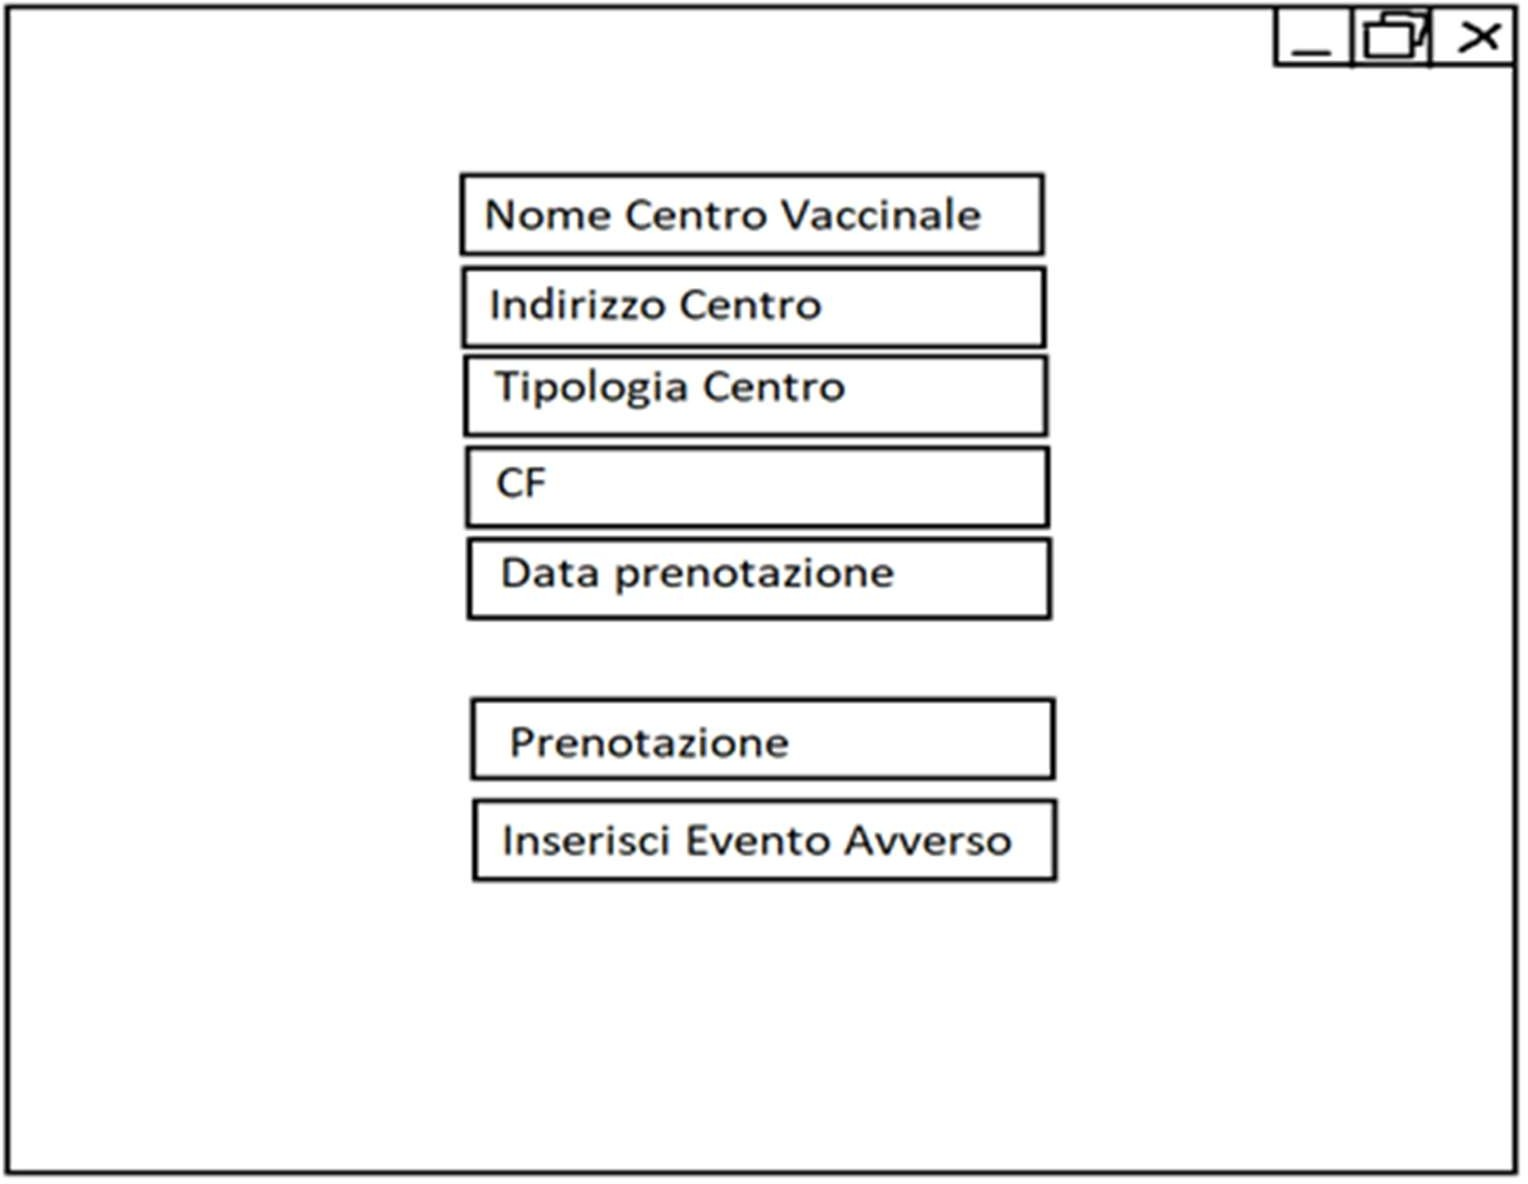 Nome Centro Vaccinale
Indirizzo Centro
Tipologia Centro
CF
Data prenotazione
Prenotazione
Inserisci Evento Avverso